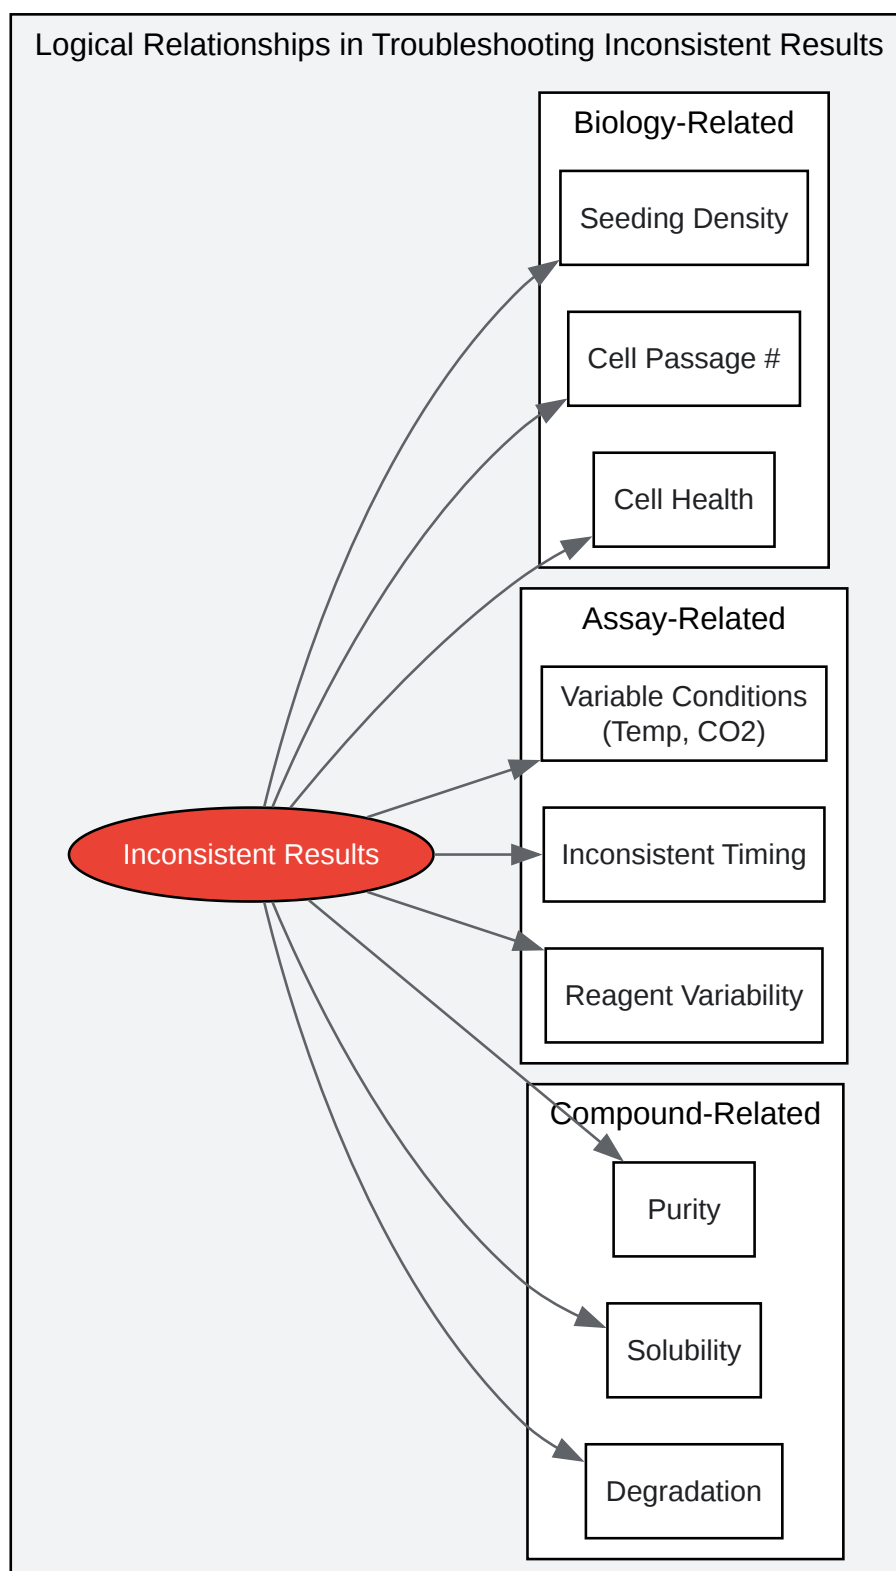 Logical Relationships in Troubleshooting Inconsistent Results
Biology-Related
Seeding Density
Cell Passage #
Cell Health
Assay-Related
Variable Conditions
(Temp, CO2)
Inconsistent Results
Inconsistent Timing
Reagent Variability
Compound-Related
Purity
Solubility
Degradation